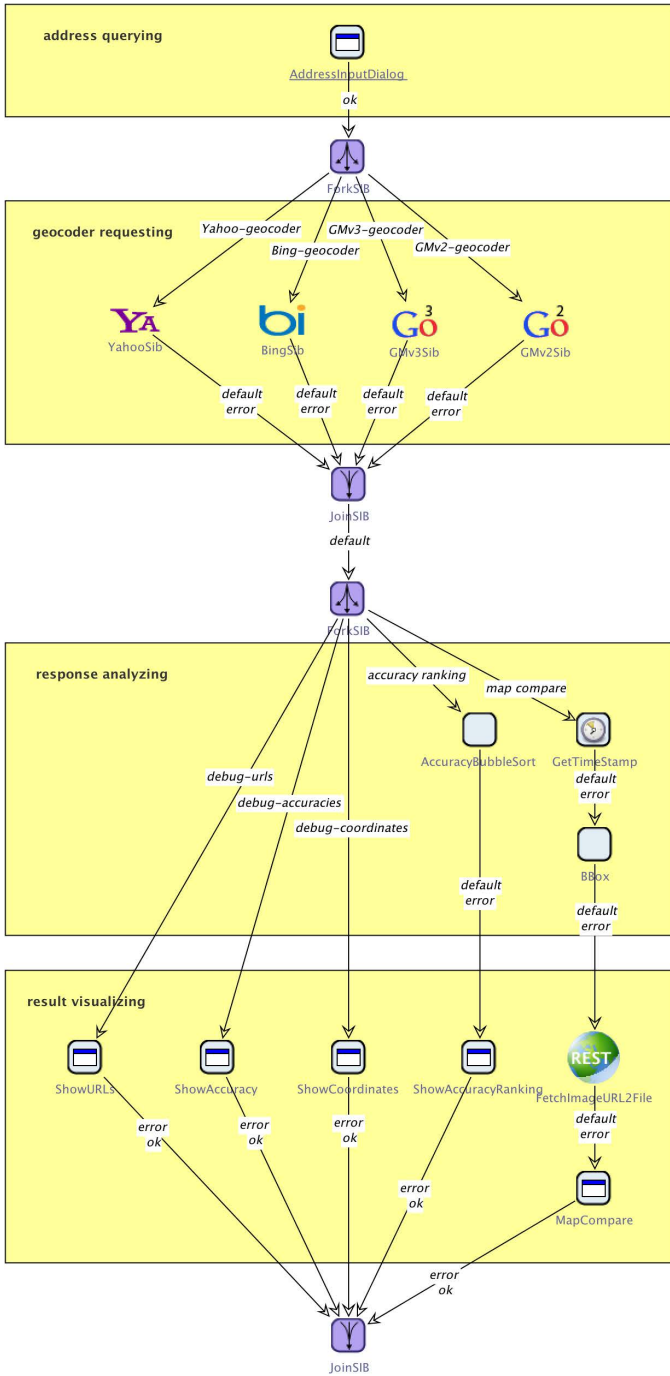 address querying
AddressInputDialog
ok
ForkSIB
geocoder requesting
Yahoo-geocoder
GMv3-geocoder
Bing-geocoder
GMv2-geocoder
YA
bi
Go 3
Go 2
YahooSib
BingSib
GMv3Sib
GMv2Sib
default
error
default
error
default
error
default
error
JoinSIB
default
ForkSIB
response analyzing
accuracy ranking
map compare
AccuracyBubbleSort
GetTimeStamp
debug-urls
default
error
debug-accuracies
debug-coordinates
BBox
default
error
default
error
result visualizing
REST
ShowURLs
ShowAccuracy
ShowCoordinates
ShowAccuracyRanking
FetchImageURL2File
error
ok
error
ok
error
ok
default
error
error
ok
MapCompare
error
ok
JoinSIB